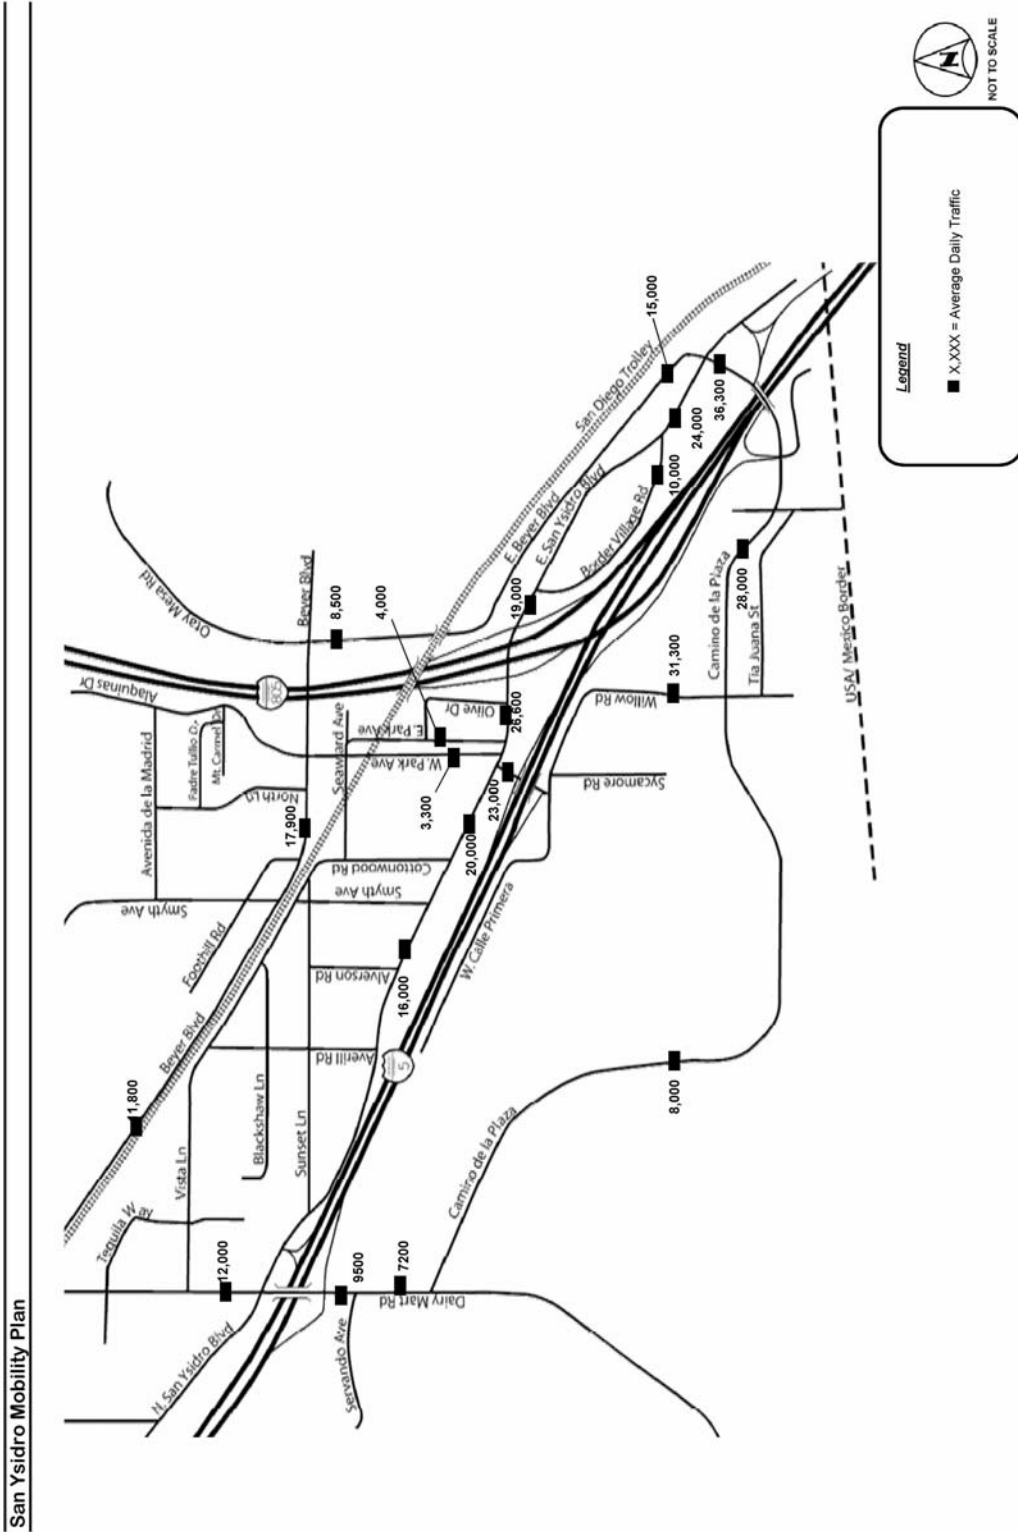 San Ysidro Mobility Plan
NOT TO SCALE
Legend
X,XXX = Average Daily Traffic
Otay Mesa Rd
Alaquinas Dr
805
Beyer Blvd
8,500
4,000
San Diego Trolley
15,000
E. Beyer Blvd
E. San Ysidro Blvd
Border Village Rd
10,000
24,000
36,300
19,000
Avenida de la Madrid
Padre Tullio Dr
Mt. Carmel Dr
North Ln
17,900
Seaward Ave
E. Park Ave
W. Park Ave
Olive Dr
26,600
3,300
23,000
20,000
Willow Rd
31,300
Camino de la Plaza
28,000
Tia Juana St
USA/ Mexico Border
Sycamore Rd
Smyth Ave
Foothill Rd
Cottonwood Rd
Smyth Ave
Alverson Rd
16,000
W. Calle Primera
Beyer Blvd
Averill Rd
5
11,800
Blackshaw Ln
Vista Ln
Sunset Ln
8,000
Camino de la Plaza
Tequila Way
12,000
9500
7200
Dairy Mart Rd
N. San Ysidro Blvd
Servando Ave